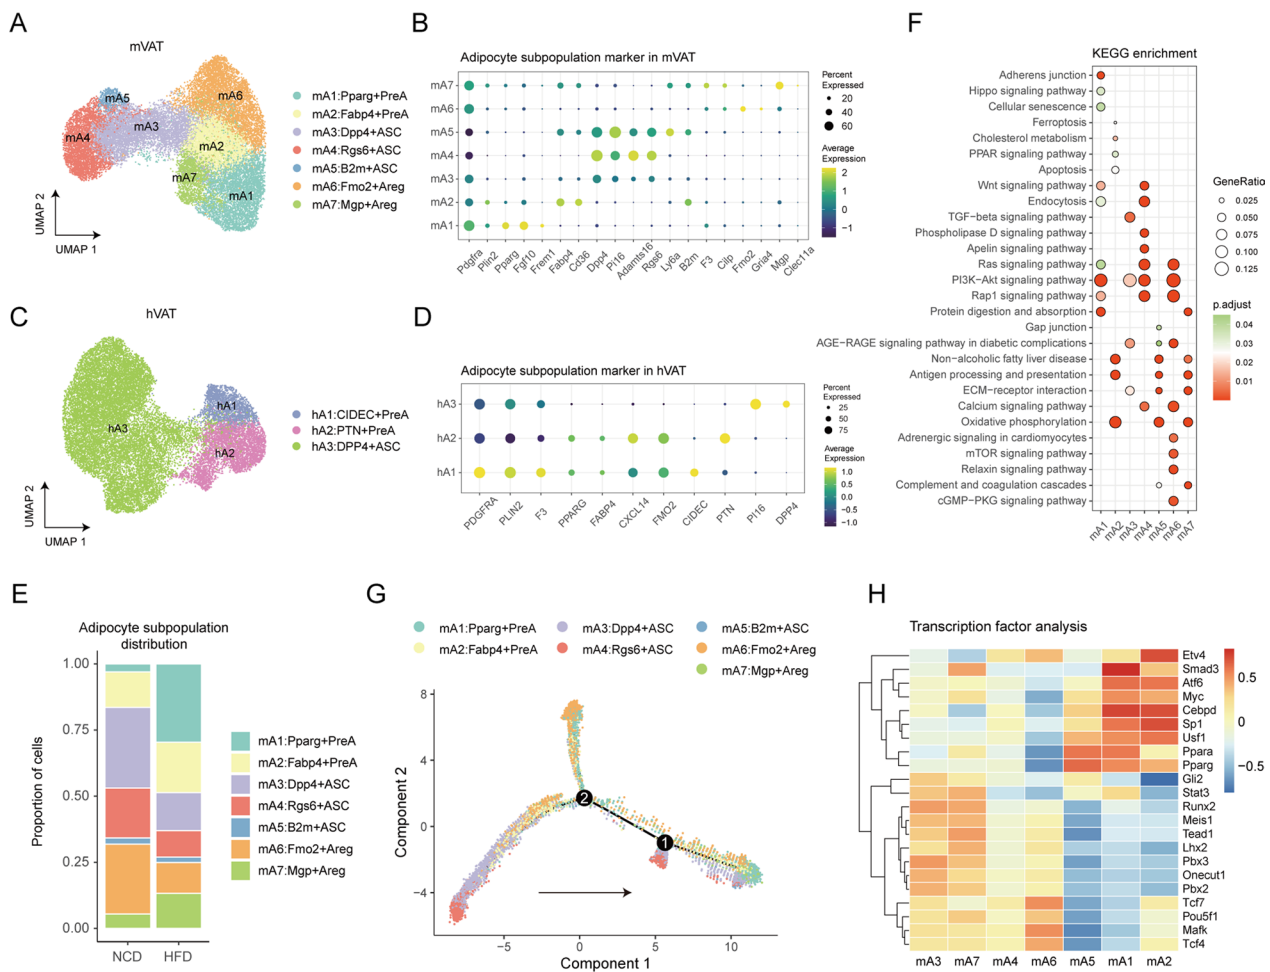 A
mVAT
mA5
mA6
mA3
mA4
mA2
mA7
mA1
UMAP 2
UMAP 1
mA1:Pparg+PreA
mA2:Fabp4+PreA
mA3:Dpp4+ASC
mA4:Rgs6+ASC
mA5:B2m+ASC
mA6:Fmo2+Areg
mA7:Mgp+Areg
B
Adipocyte subpopulation marker in mVAT
mA7
mA6
mA5
mA4
mA3
mA2
mA1
Pdgfra
Plin2
Pparg
Fgf10
Frem1
Fabp4
Cd36
Dpp4
Pi16
Adamts16
Rgs6
Ly6a
B2m
F3
Cilp
Fmo2
Gria4
Mgp
Clec11a
Percent
Expressed
20
40
60
Average
Expression
2
1
0
−1
C
hVAT
hA1
hA3
hA2
UMAP 2
UMAP 1
hA1:CIDEC+PreA
hA2:PTN+PreA
hA3:DPP4+ASC
D
Adipocyte subpopulation marker in hVAT
hA3
hA2
hA1
PDGFRA
PLIN2
F3
PPARG
FABP4
CXCL14
FMO2
CIDEC
PTN
PI16
DPP4
Percent
Expressed
25
50
75
Average
Expression
1.0
0.5
0.0
−0.5
−1.0
E
Adipocyte subpopulation
distribution
Proportion of cells
1.00
0.75
0.50
0.25
0.00
NCD
HFD
mA1:Pparg+PreA
mA2:Fabp4+PreA
mA3:Dpp4+ASC
mA4:Rgs6+ASC
mA5:B2m+ASC
mA6:Fmo2+Areg
mA7:Mgp+Areg
F
KEGG enrichment
Adherens junction
Hippo signaling pathway
Cellular senescence
Ferroptosis
Cholesterol metabolism
PPAR signaling pathway
Apoptosis
Wnt signaling pathway
Endocytosis
TGF−beta signaling pathway
Phospholipase D signaling pathway
Apelin signaling pathway
Ras signaling pathway
PI3K−Akt signaling pathway
Rap1 signaling pathway
Protein digestion and absorption
Gap junction
AGE−RAGE signaling pathway in diabetic complications
Non−alcoholic fatty liver disease
Antigen processing and presentation
ECM−receptor interaction
Calcium signaling pathway
Oxidative phosphorylation
Adrenergic signaling in cardiomyocytes
mTOR signaling pathway
Relaxin signaling pathway
Complement and coagulation cascades
cGMP−PKG signaling pathway
mA1
mA2
mA3
mA4
mA5
mA6
mA7
GeneRatio
0.025
0.050
0.075
0.100
0.125
p.adjust
0.04
0.03
0.02
0.01
G
mA1:Pparg+PreA
mA3:Dpp4+ASC
mA5:B2m+ASC
mA2:Fabp4+PreA
mA4:Rgs6+ASC
mA6:Fmo2+Areg
mA7:Mgp+Areg
Component 2
8
4
0
−4
2
1
−5
0
5
10
Component 1
H
Transcription factor analysis
Etv4
Smad3
Atf6
Myc
Cebpd
Sp1
Usf1
Ppara
Pparg
Gli2
Stat3
Runx2
Meis1
Tead1
Lhx2
Pbx3
Onecut1
Pbx2
Tcf7
Pou5f1
Mafk
Tcf4
mA3
mA7
mA4
mA6
mA5
mA1
mA2
0.5
0
−0.5